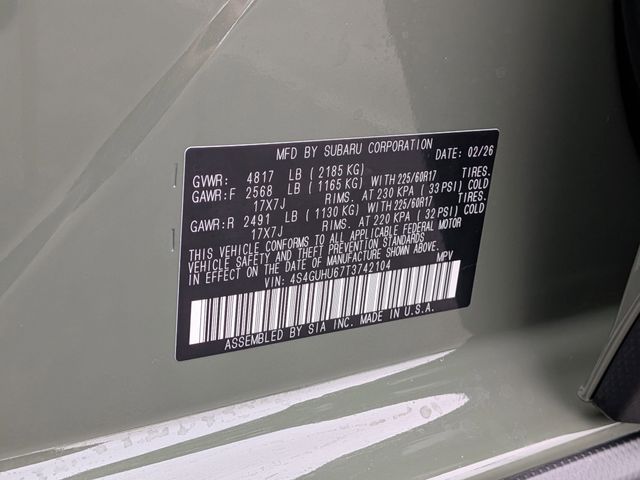 MFD BY SUBARU CORPORATION DATE: 02/26
GVWR: 4817 LB ( 2185 KG)
GAWR:F 2568 LB ( 1165 KG) WITH 225/60R17 TIRES.
17X7J RIMS. AT 230 KPA ( 33 PSI) COLD
GAWR:R 2491 LB ( 1130 KG) WITH 225/60R17 TIRES.
17X7J RIMS. AT 220 KPA ( 32 PSI) COLD
THIS VEHICLE CONFORMS TO ALL APPLICABLE FEDERAL MOTOR
VEHICLE SAFETY AND THEFT PREVENTION STANDARDS
IN EFFECT ON THE DATE OF MANUFACTURE SHOWN ABOVE.
VIN: 4S4GUHU67T3742104 MPV
ASSEMBLED BY SIA INC. MADE IN U.S.A.